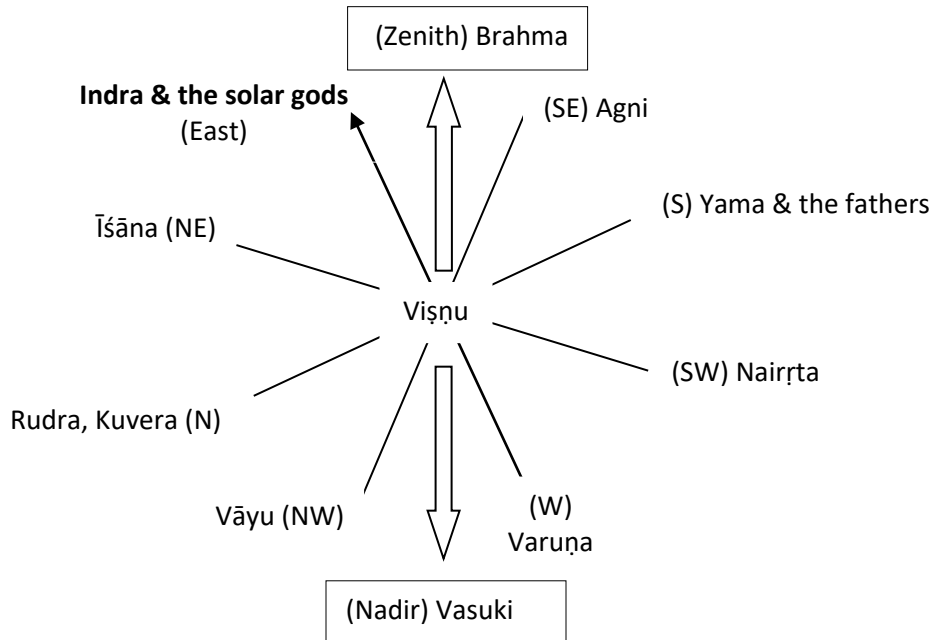 (Zenith) Brahma
Indra & the solar gods
(East)
(SE) Agni
(S) Yama & the fathers
Īśāna (NE)
Viṣṇu
(SW) Nairṛta
Rudra, Kuvera (N)
Vāyu (NW)
(W)
Varuṇa
(Nadir) Vasuki